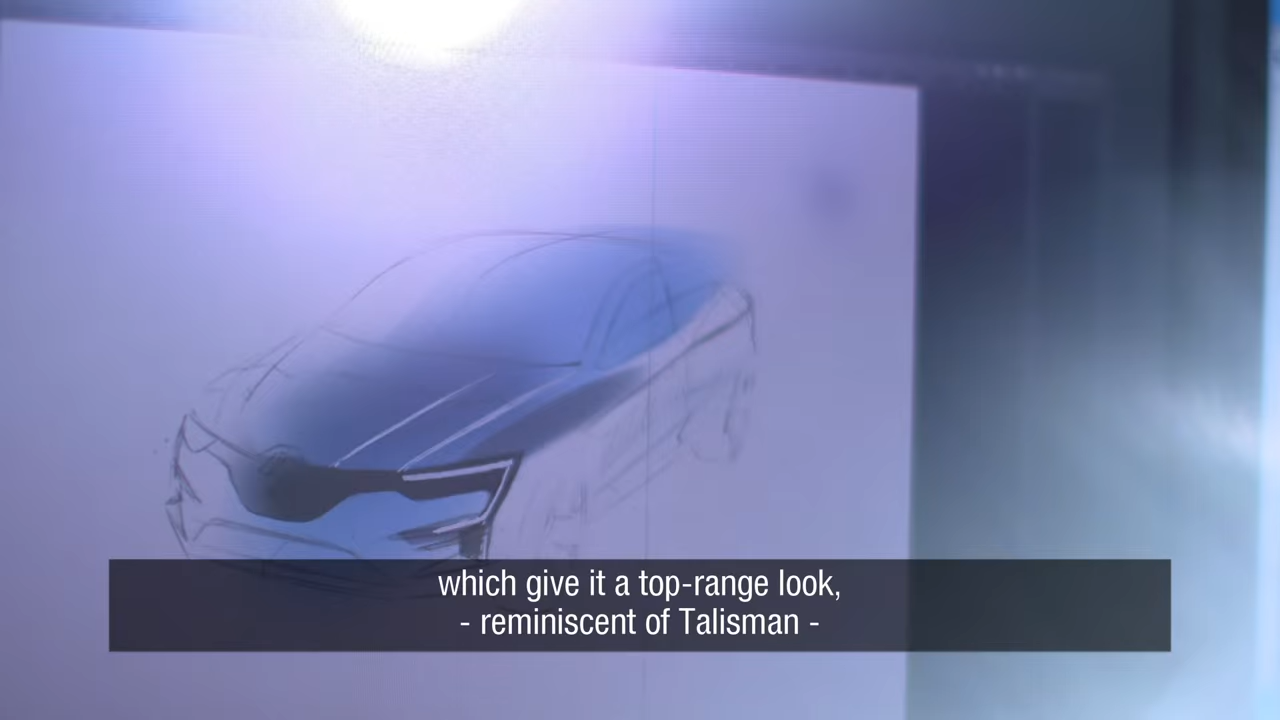 which give it a top-range look,
- reminiscent of Talisman -